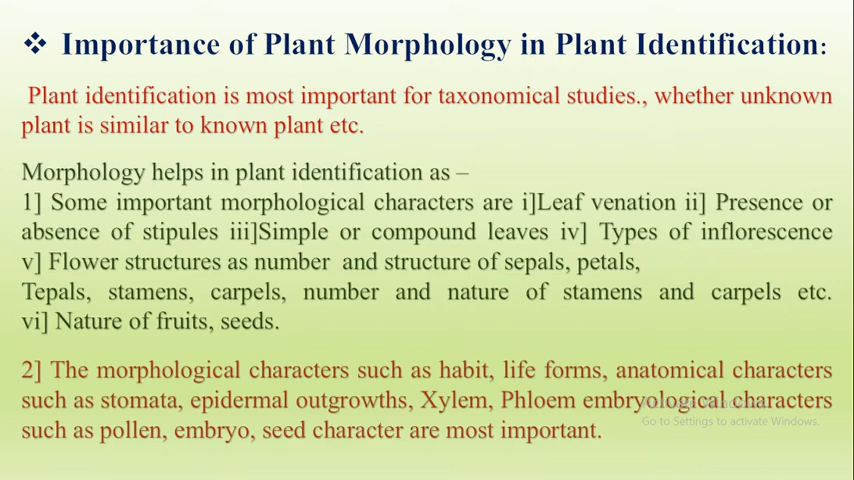 ❖ Importance of Plant Morphology in Plant Identification:
Plant identification is most important for taxonomical studies., whether unknown
plant is similar to known plant etc.
Morphology helps in plant identification as –
1] Some important morphological characters are i]Leaf venation ii] Presence or
absence of stipules iii]Simple or compound leaves iv] Types of inflorescence
v] Flower structures as number and structure of sepals, petals,
Tepals, stamens, carpels, number and nature of stamens and carpels etc.
vi] Nature of fruits, seeds.
2] The morphological characters such as habit, life forms, anatomical characters
such as stomata, epidermal outgrowths, Xylem, Phloem embryological characters
such as pollen, embryo, seed character are most important.
Activate Windows
Go to Settings to activate Windows.